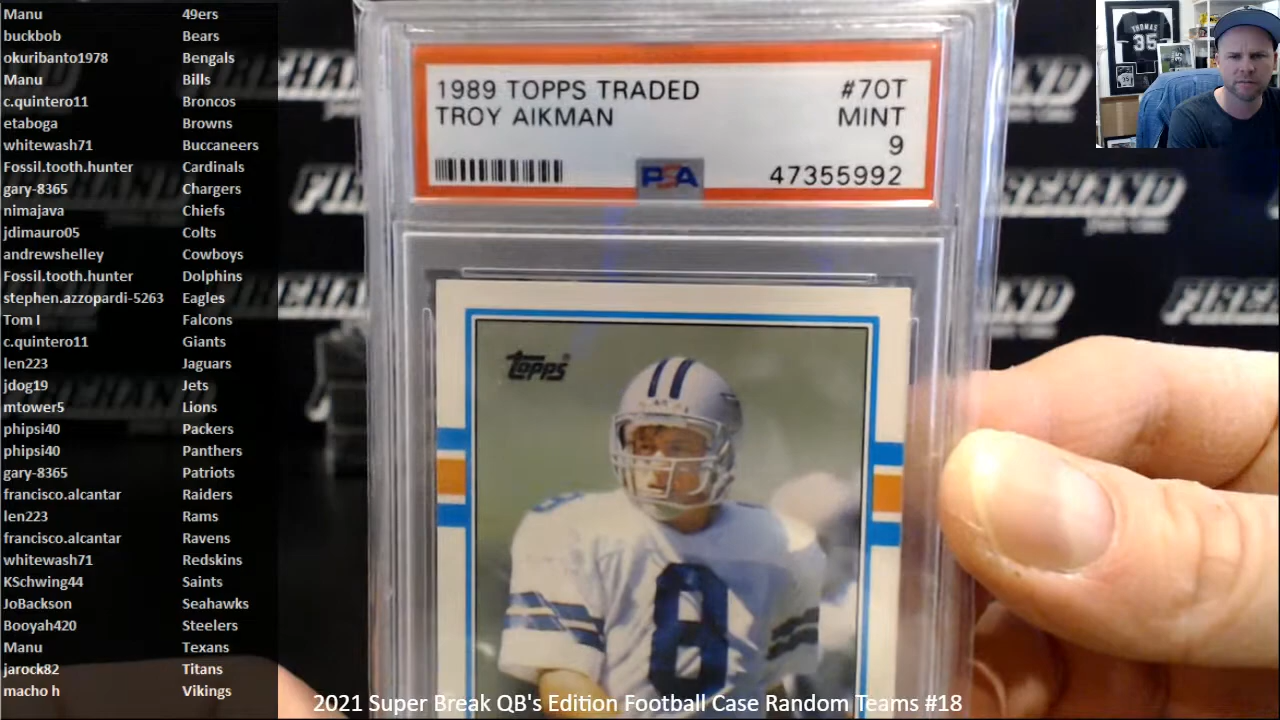 Manu 49ers
buckbob Bears
okuribanto1978 Bengals
Manu Bills
c.quintero11 Broncos
etaboga Browns
whitewash71 Buccaneers
Fossil.tooth.hunter Cardinals
gary-8365 Chargers
nimajava Chiefs
jdimauro05 Colts
andrewshelley Cowboys
Fossil.tooth.hunter Dolphins
stephen.azzopardi-5263 Eagles
Tom I Falcons
c.quintero11 Giants
len223 Jaguars
jdog19 Jets
mtower5 Lions
phipsi40 Packers
phipsi40 Panthers
gary-8365 Patriots
francisco.alcantar Raiders
len223 Rams
francisco.alcantar Ravens
whitewash71 Redskins
KSchwing44 Saints
JoBackson Seahawks
Booyah420 Steelers
Manu Texans
jarock82 Titans
macho h Vikings
1989 TOPPS TRADED #70T
TROY AIKMAN MINT
9
PSA 47355992
topps
8
8
THOMAS
35
FIREHAND
2021 Super Break QB's Edition Football Case Random Teams #18